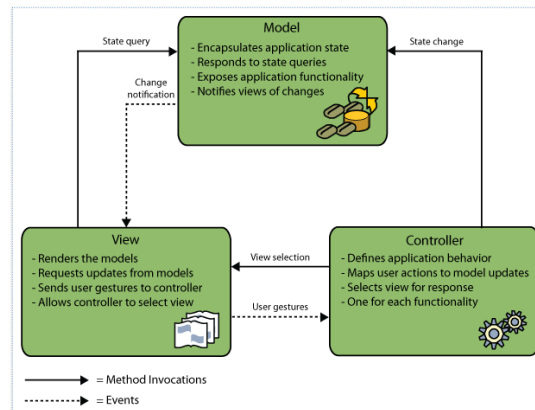 Model
- Encapsulates application state
- Responds to state queries
- Exposes application functionality
- Notifies views of changes
State query
State change
Change
notification
View
- Renders the models
- Requests updates from models
- Sends user gestures to controller
- Allows controller to select view
View selection
User gestures
Controller
- Defines application behavior
- Maps user actions to model updates
- Selects view for response
- One for each functionality
= Method Invocations
= Events